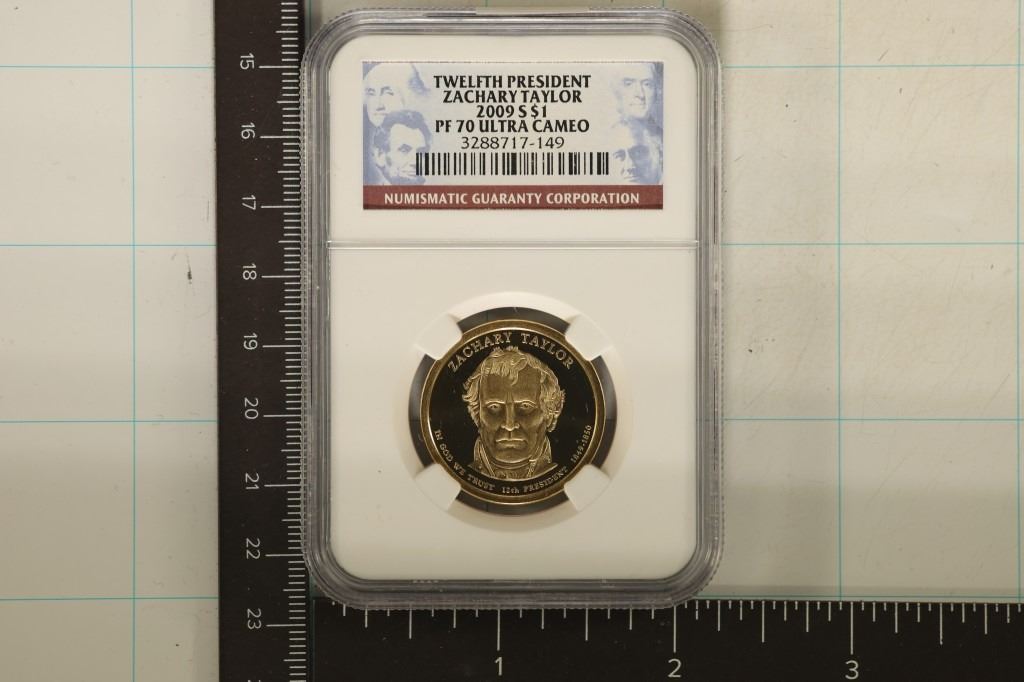 TWELFTH PRESIDENT
ZACHARY TAYLOR
2009 S $1
PF 70 ULTRA CAMEO
3288717-149
NUMISMATIC GUARANTY CORPORATION
ZACHARY TAYLOR
IN GOD WE TRUST 12th PRESIDENT 1849-1850
15
16
17
18
19
20
21
22
23
1
2
3